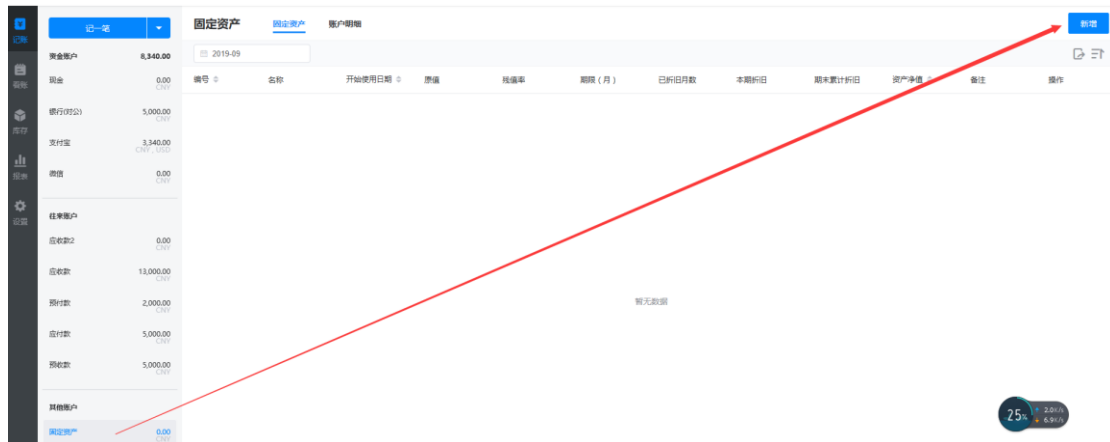 记账
看账
库存
报表
设置
记一笔
资金账户 8,340.00
现金 0.00
CNY
银行(对公) 5,000.00
CNY
支付宝 3,340.00
CNY , USD
微信 0.00
CNY
往来账户
应收款2 0.00
CNY
应收款 13,000.00
CNY
预付款 2,000.00
CNY
应付款 5,000.00
CNY
预收款 5,000.00
CNY
其他账户
固定资产 0.00
CNY
固定资产 固定资产 账户明细 新增
2019-09
编号 名称 开始使用日期 原值 残值率 期限（月） 已折旧月数 本期折旧 期末累计折旧 资产净值 备注 操作
暂无数据
25%
2.0K/s
6.9K/s